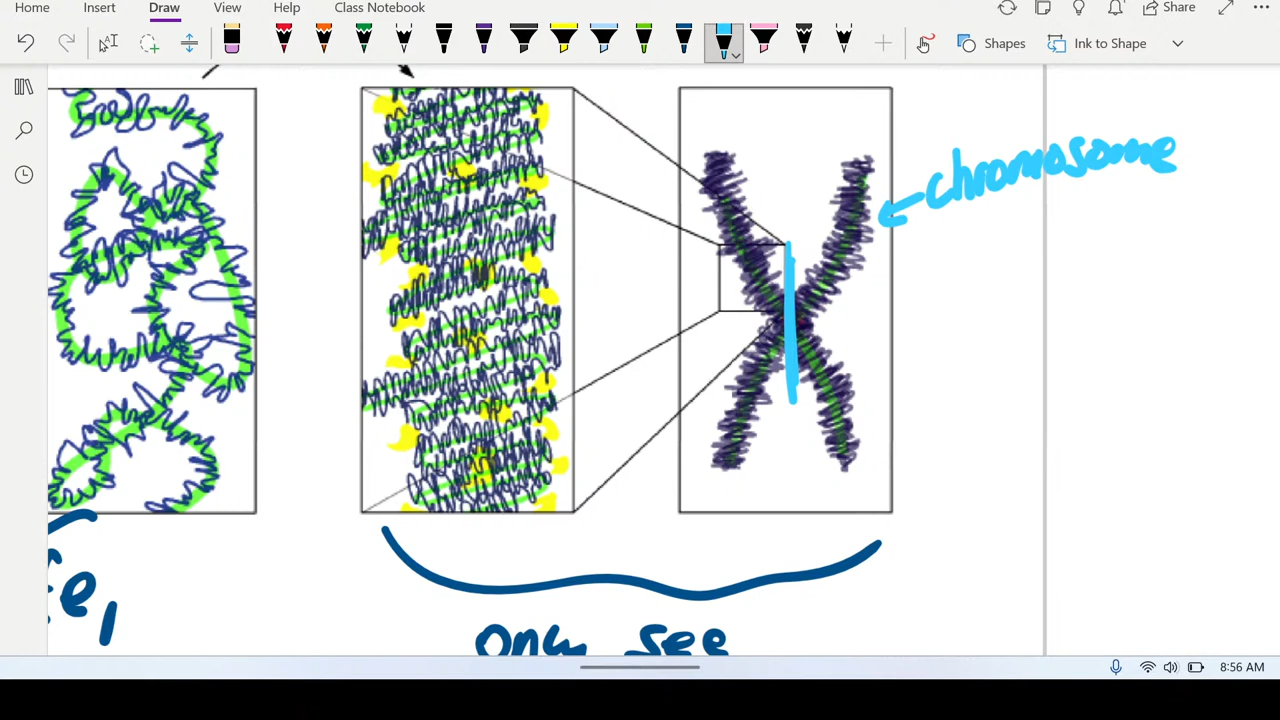 Home Insert Draw View Help Class Notebook Share
Shapes Ink to Shape
chromosome
only see
8:56 AM